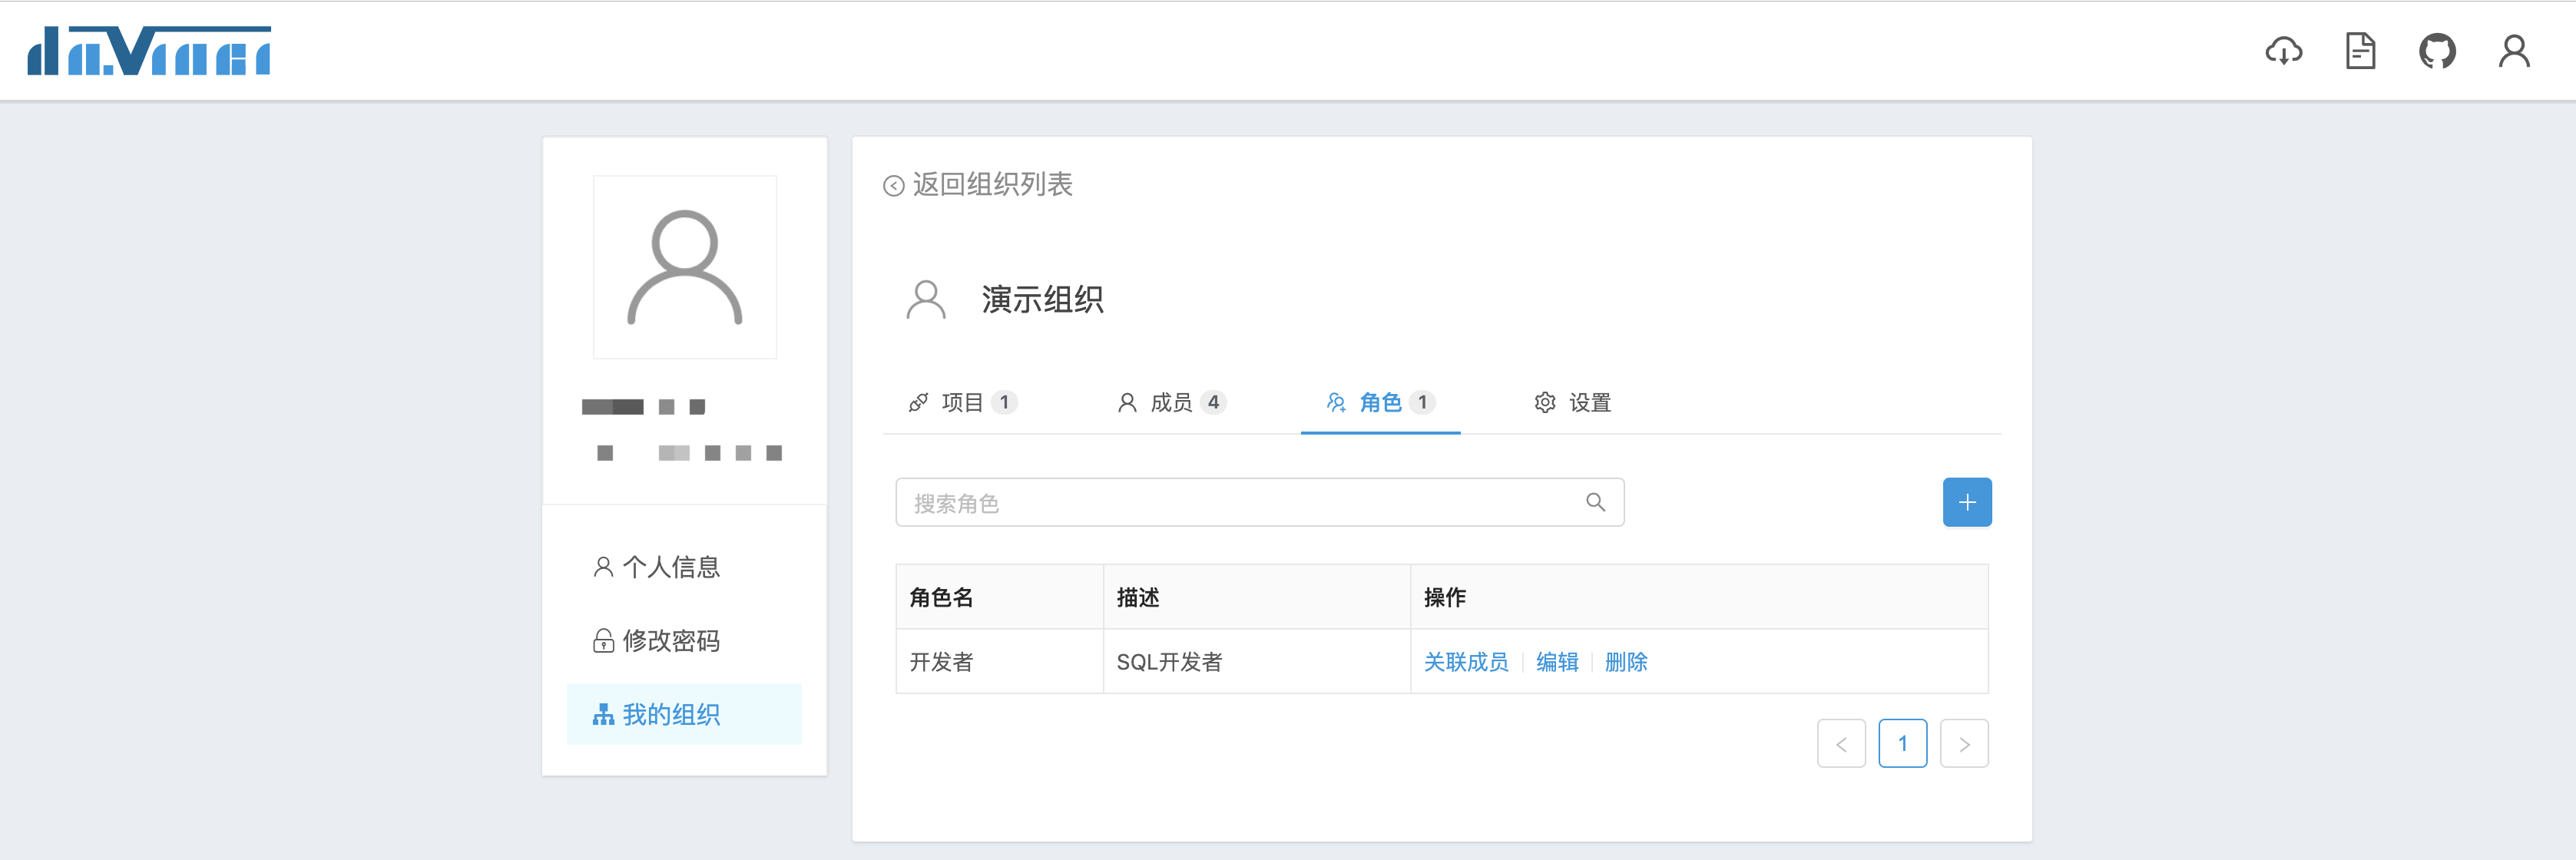 daVinci
返回组织列表
演示组织
项目 1 成员 4 角色 1 设置
搜索角色
角色名 描述 操作
开发者 SQL开发者 关联成员 编辑 删除
1
个人信息
修改密码
我的组织